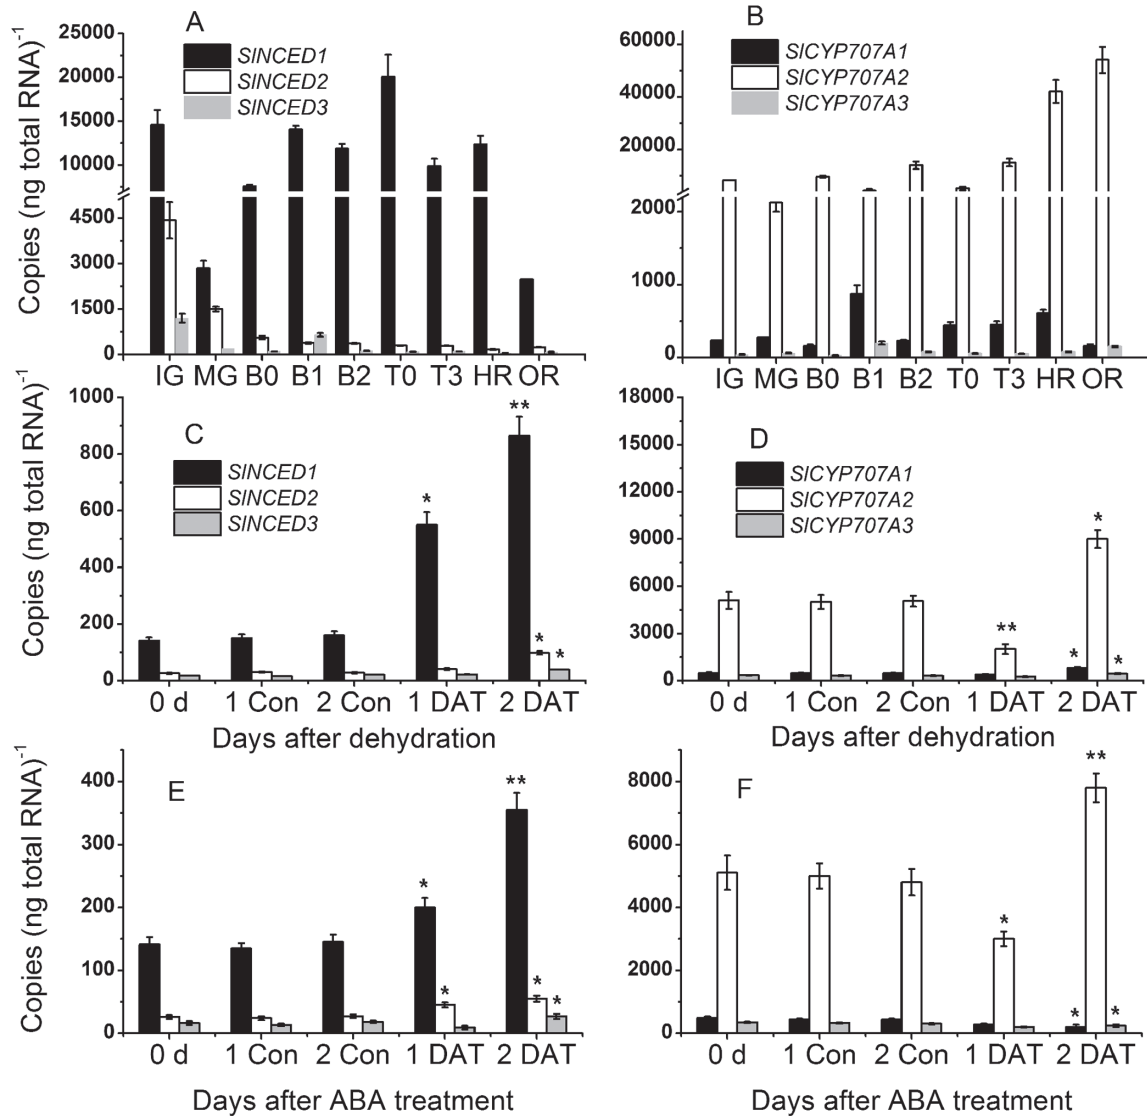 A
Copies (ng total RNA)⁻¹
25000
20000
15000
10000
4500
3000
1500
0
SlNCED1
SlNCED2
SlNCED3
IG MG B0 B1 B2 T0 T3 HR OR
B
60000
40000
20000
2000
1000
0
SlCYP707A1
SlCYP707A2
SlCYP707A3
IG MG B0 B1 B2 T0 T3 HR OR
C
Copies (ng total RNA)⁻¹
1000
800
600
400
200
0
SlNCED1
SlNCED2
SlNCED3
*
**
*
*
0 d 1 Con 2 Con 1 DAT 2 DAT
Days after dehydration
D
18000
15000
12000
9000
6000
3000
0
SlCYP707A1
SlCYP707A2
SlCYP707A3
**
*
*
*
0 d 1 Con 2 Con 1 DAT 2 DAT
Days after dehydration
E
Copies (ng total RNA)⁻¹
400
300
200
100
0
*
*
**
*
*
0 d 1 Con 2 Con 1 DAT 2 DAT
Days after ABA treatment
F
8000
6000
4000
2000
0
*
**
*
*
0 d 1 Con 2 Con 1 DAT 2 DAT
Days after ABA treatment